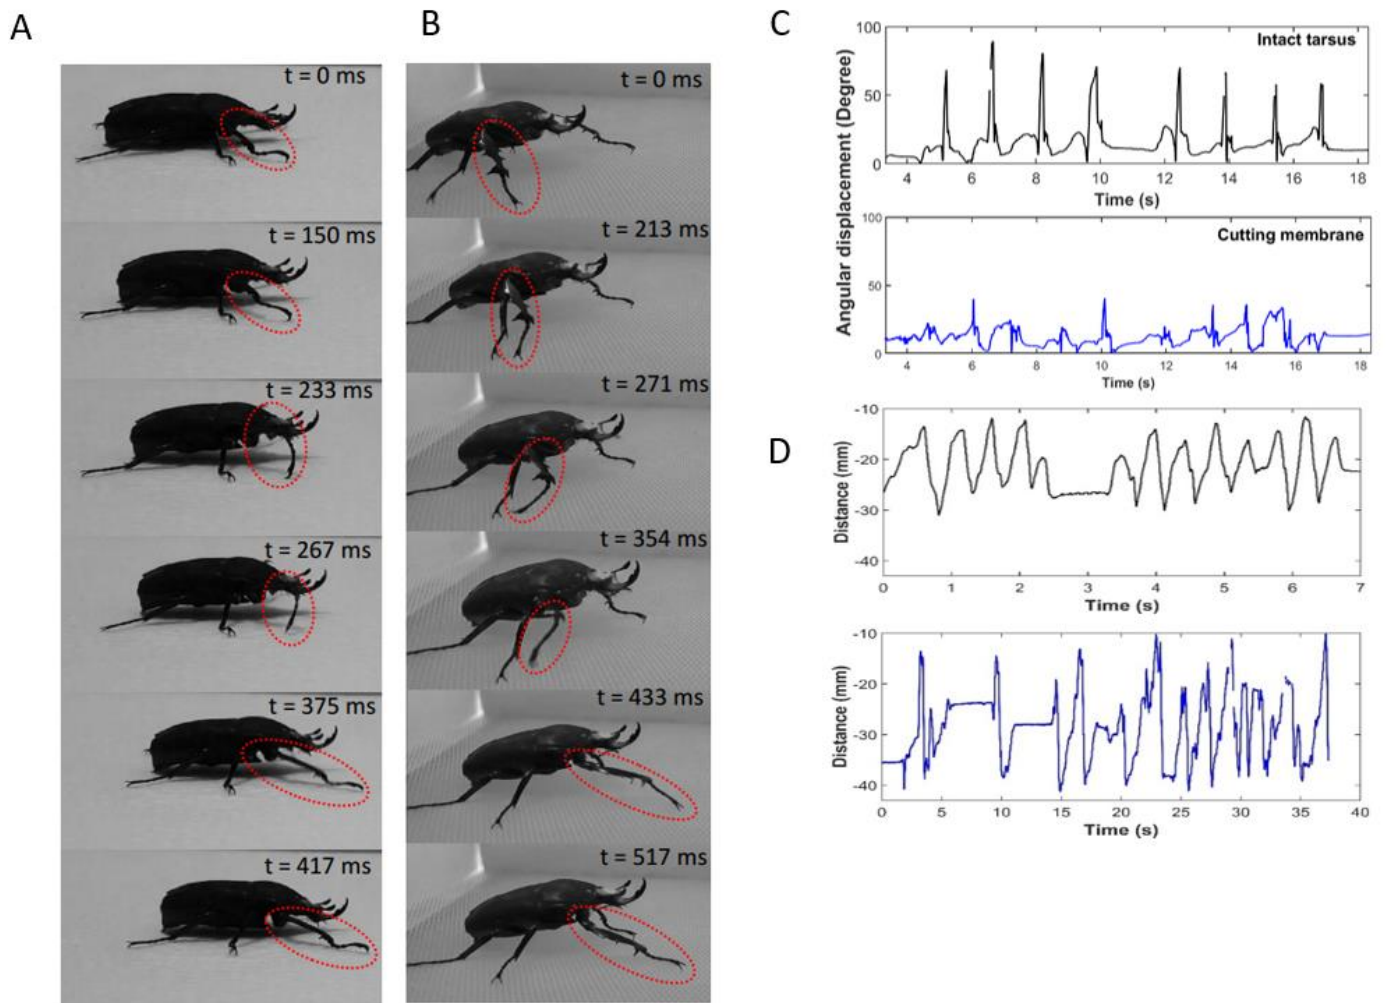 A
t = 0 ms
t = 150 ms
t = 233 ms
t = 267 ms
t = 375 ms
t = 417 ms
B
t = 0 ms
t = 213 ms
t = 271 ms
t = 354 ms
t = 433 ms
t = 517 ms
C
Angular displacement (Degree)
100
50
0
Intact tarsus
4 6 8 10 12 14 16 18
Time (s)
100
50
0
Cutting membrane
4 6 8 10 12 14 16 18
Time (s)
D
Distance (mm)
-10
-20
-30
-40
0 1 2 3 4 5 6 7
Time (s)
Distance (mm)
-10
-20
-30
-40
0 5 10 15 20 25 30 35 40
Time (s)